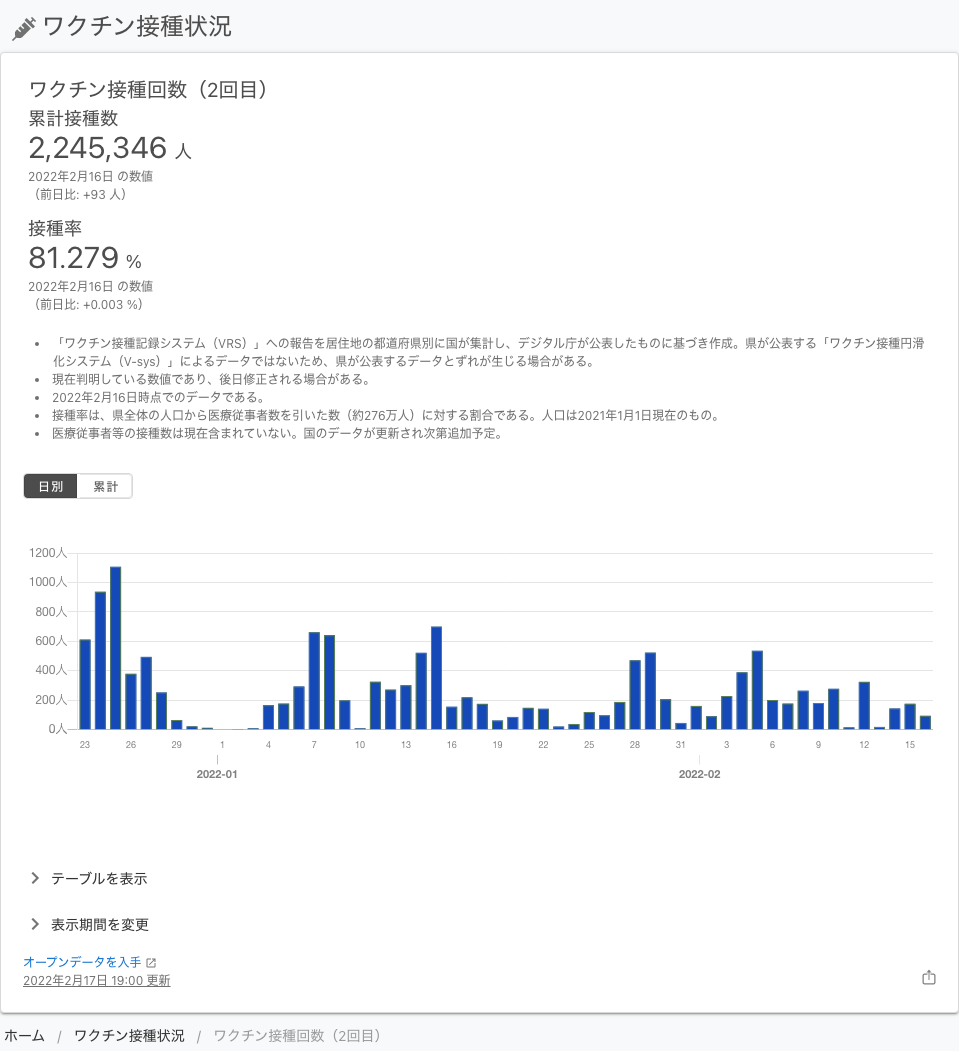 ワクチン接種状況
ワクチン接種回数（2回目）
累計接種数
2,245,346 人
2022年2月16日 の数値
（前日比: +93 人）
接種率
81.279 %
2022年2月16日 の数値
（前日比: +0.003 %）
「ワクチン接種記録システム（VRS）」への報告を居住地の都道府県別に国が集計し、デジタル庁が公表したものに基づき作成。県が公表する「ワクチン接種円滑
化システム（V-sys）」によるデータではないため、県が公表するデータとずれが生じる場合がある。
現在判明している数値であり、後日修正される場合がある。
2022年2月16日時点でのデータである。
接種率は、県全体の人口から医療従事者数を引いた数（約276万人）に対する割合である。人口は2021年1月1日現在のもの。
医療従事者等の接種数は現在含まれていない。国のデータが更新され次第追加予定。
日別 累計
1200人
1000人
800人
600人
400人
200人
0人
23 26 29 1 4 7 10 13 16 19 22 25 28 31 3 6 9 12 15
2022-01 2022-02
テーブルを表示
表示期間を変更
オープンデータを入手
2022年2月17日 19:00 更新
ホーム / ワクチン接種状況 / ワクチン接種回数（2回目）